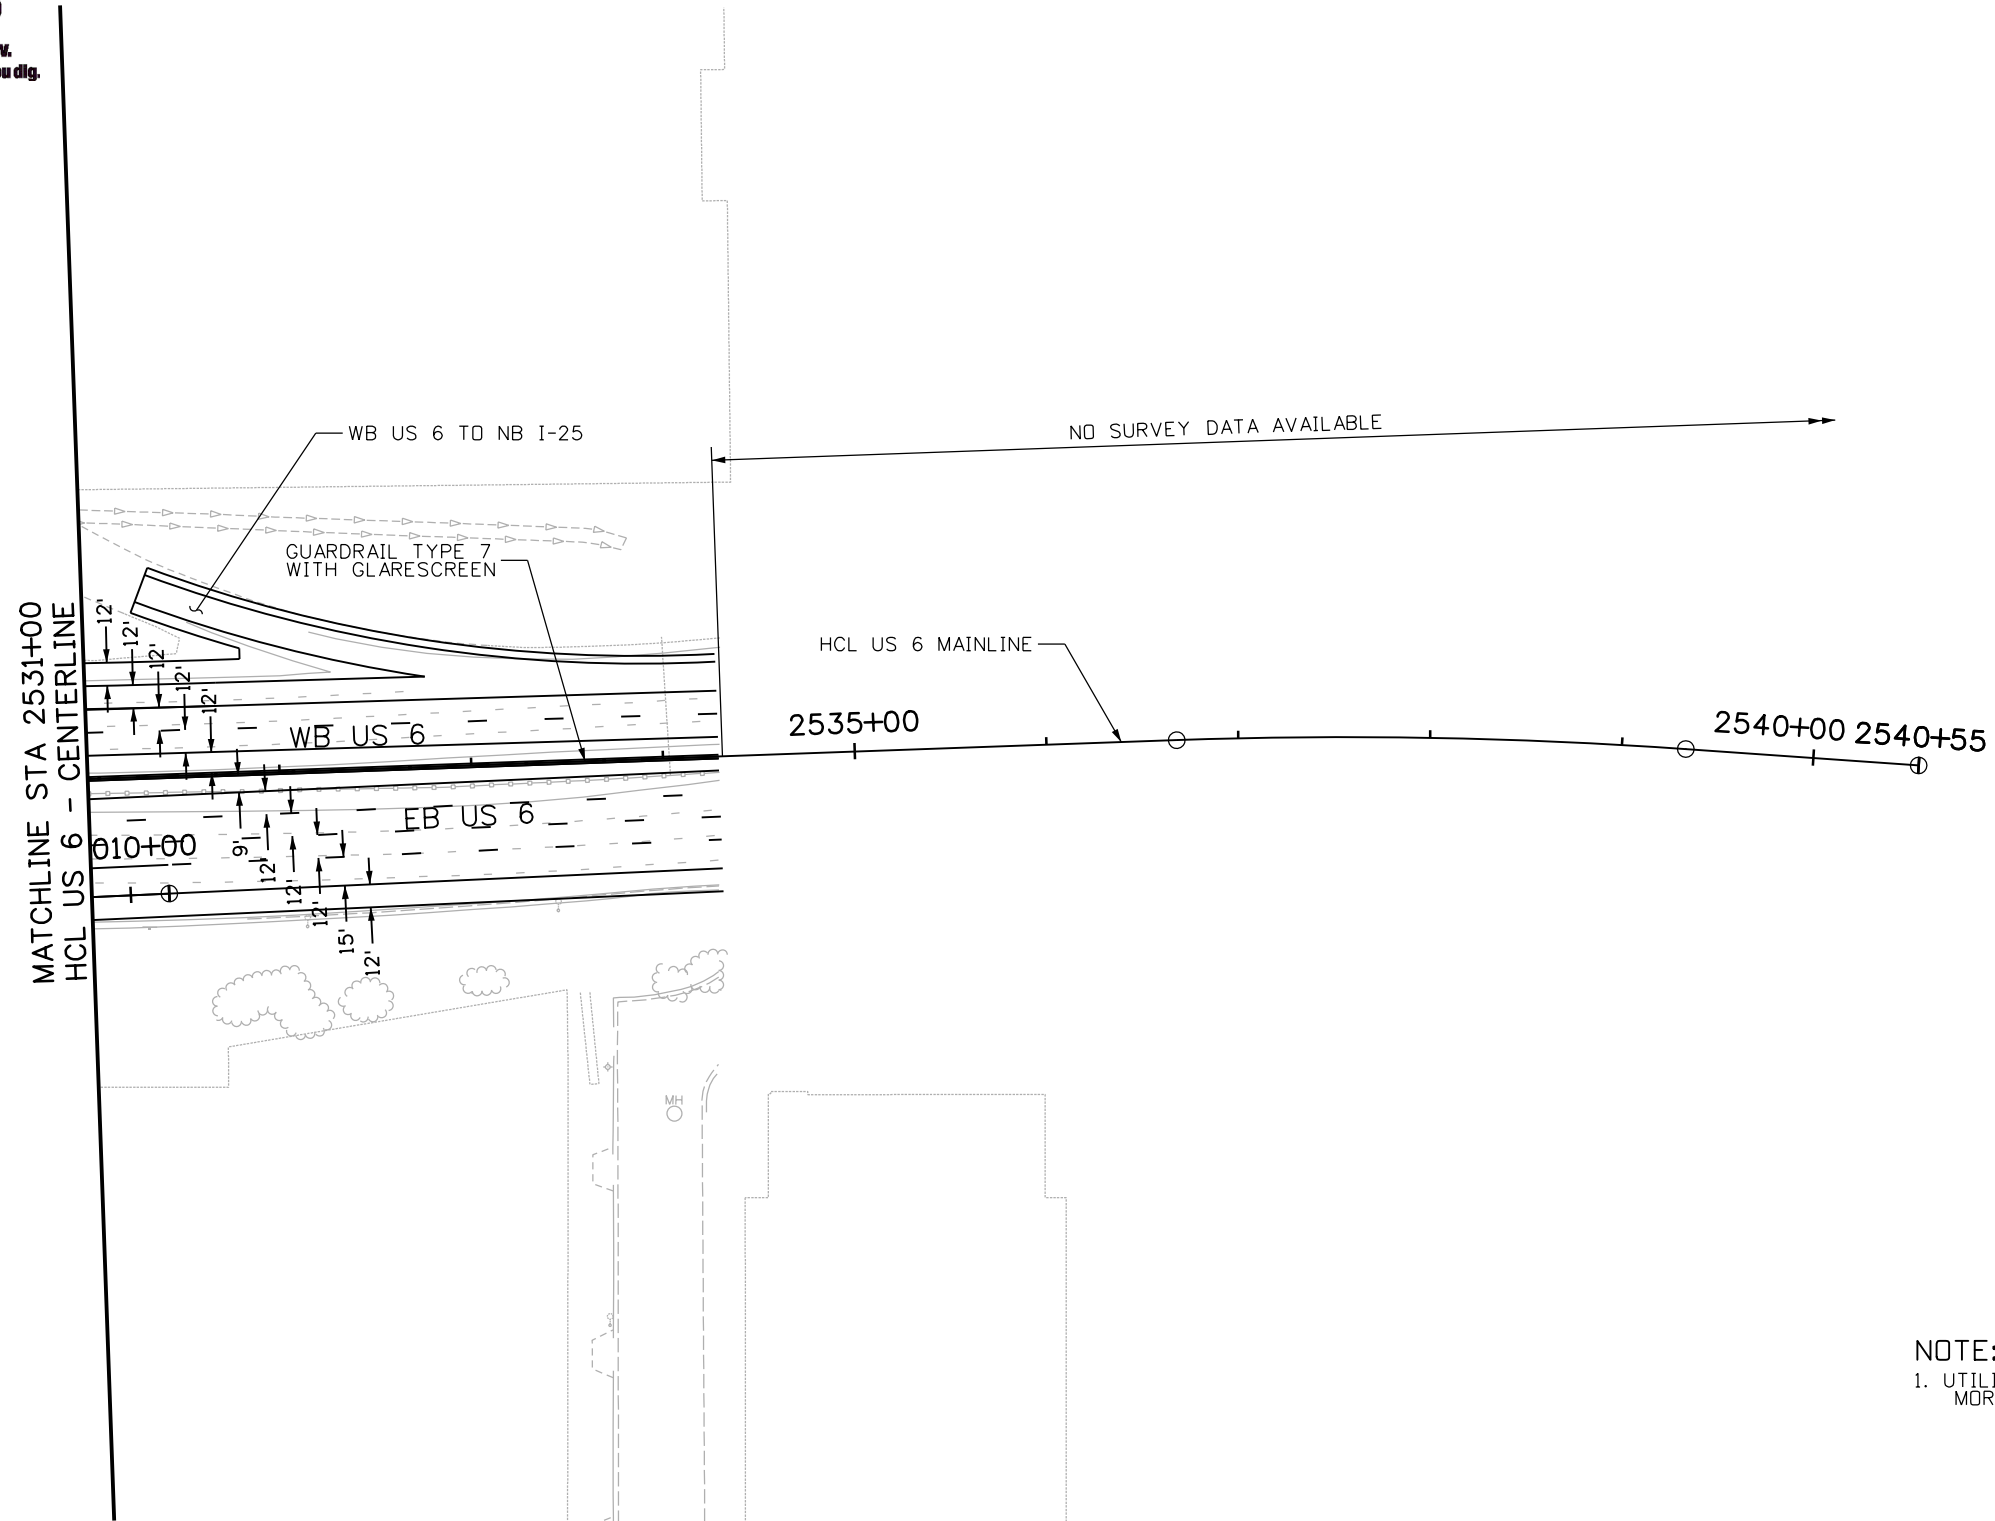 ou dig.
WB US 6 TO NB I-25
NO SURVEY DATA AVAILABLE
GUARDRAIL TYPE 7
WITH GLARESCREEN
HCL US 6 MAINLINE
MATCHLINE STA 2531+00
HCL US 6 - CENTERLINE
12'
12'
12'
12'
12'
WB US 6
2535+00
2540+00
2540+55
EB US 6
010+00
9'
12'
12'
12'
15'
12'
MH
NOTE:
1. UTILI
MOR